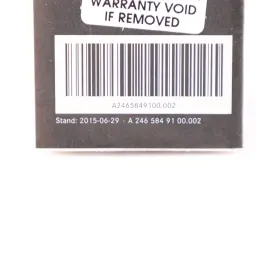 WARRANTY VOID
IF REMOVED
A2465849100.002
Stand: 2015-06-29 · A 246 584 91 00.002